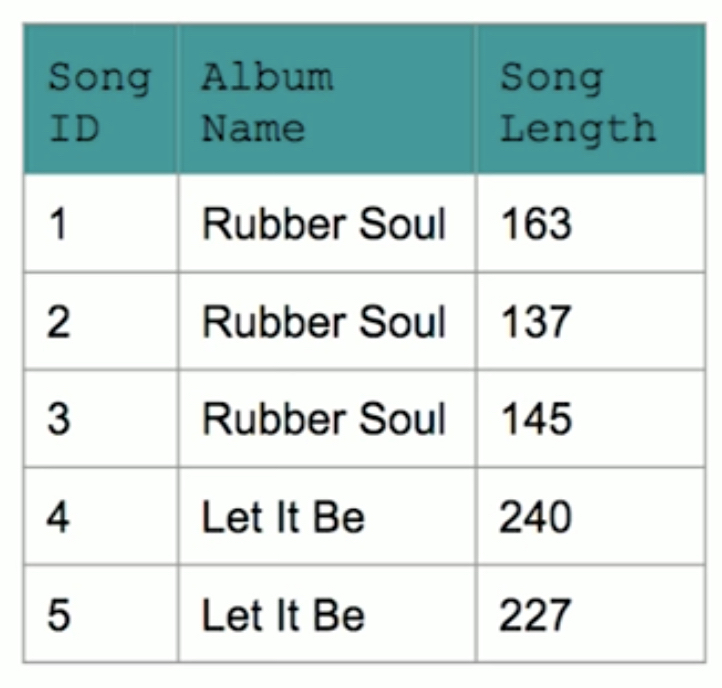 Song ID Album Name Song Length
1 Rubber Soul 163
2 Rubber Soul 137
3 Rubber Soul 145
4 Let It Be 240
5 Let It Be 227